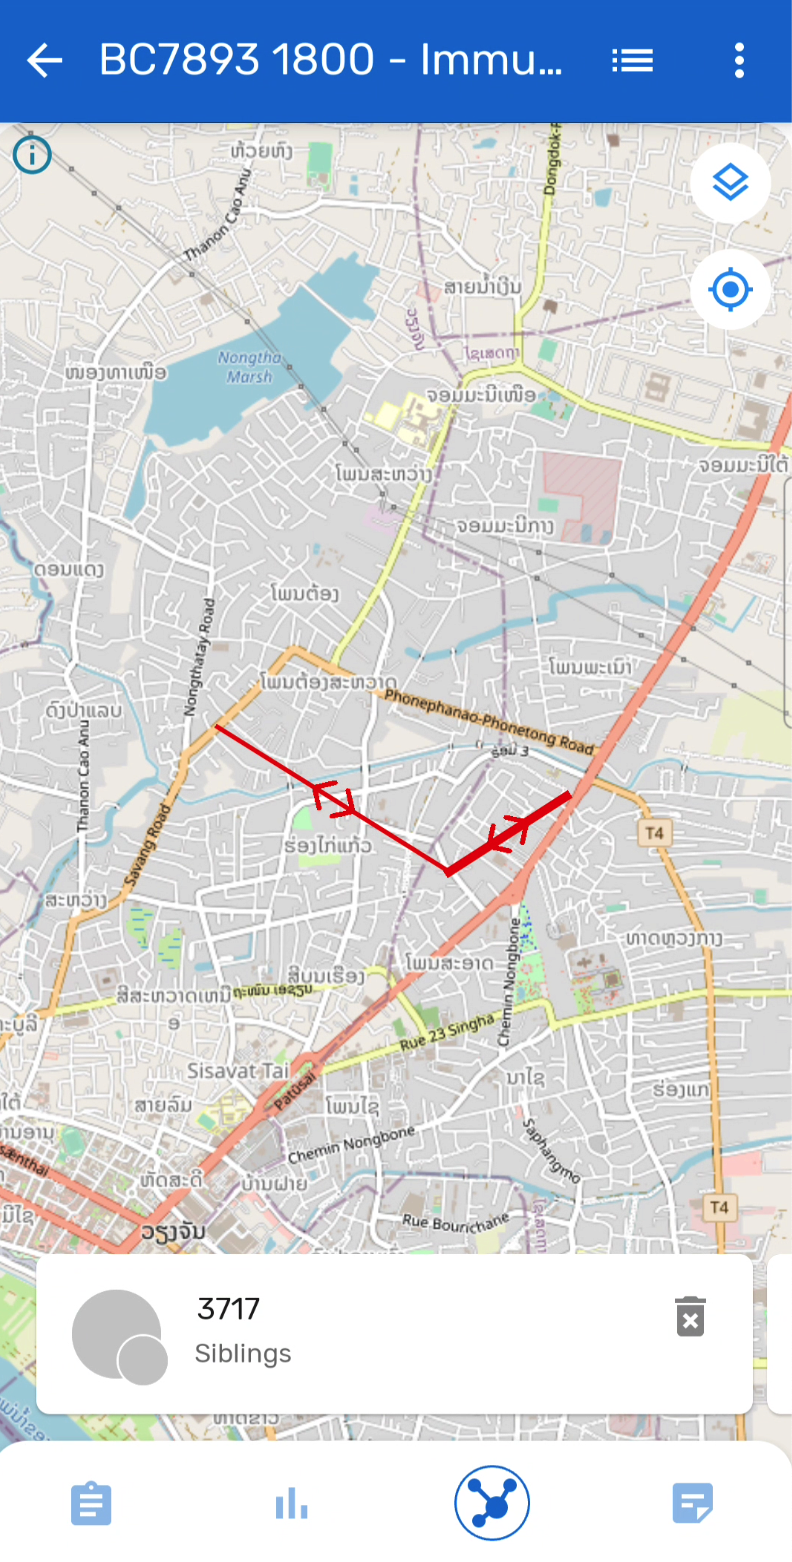 BC7893 1800 - Immu...
ຫ້ວຍຫົງ
Dongdok-
Thanon Cao Anu
ສາຍນ້ຳເງິນ
ວຽງຈັນ
ໄຊເສດຖາ
Nongtha
Marsh
ໜອງທາເໜືອ
ຈອມມະນີເໜືອ
ຈອມມະນີໃຕ້
ໂພນສະຫວ່າງ
ຈອມມະນີກາງ
ດອນແດງ
ໂພນຕ້ອງ
Nongthatay Road
ໂພນຕ້ອງສະຫວາດ
ໂພນພະເນົາ
Phonephanao-Phonetong Road
ດົງປ່າແລບ
Thanon Cao Anu
ຮ່ອມ 3
T4
Savang Road
ຮ່ອງໄກ່ແກ້ວ
ສະຫວ່າງ
ທາດຫຼວງກາງ
Chemin Nongbone
ໂພນສະອາດ
ສີບຸນເຮືອງ
Rue 23 Singha
Sisavat Tai
Patusai
ນາໄຊ
ຮ່ອງແກ
ສາຍລົມ
ໂພນໄຊ
Chemin Nongbone
Saphangmo
ຫັດສະດີ
ບ້ານຝາຍ
T4
Rue Bourichane
ວຽງຈັນ
3717
Siblings